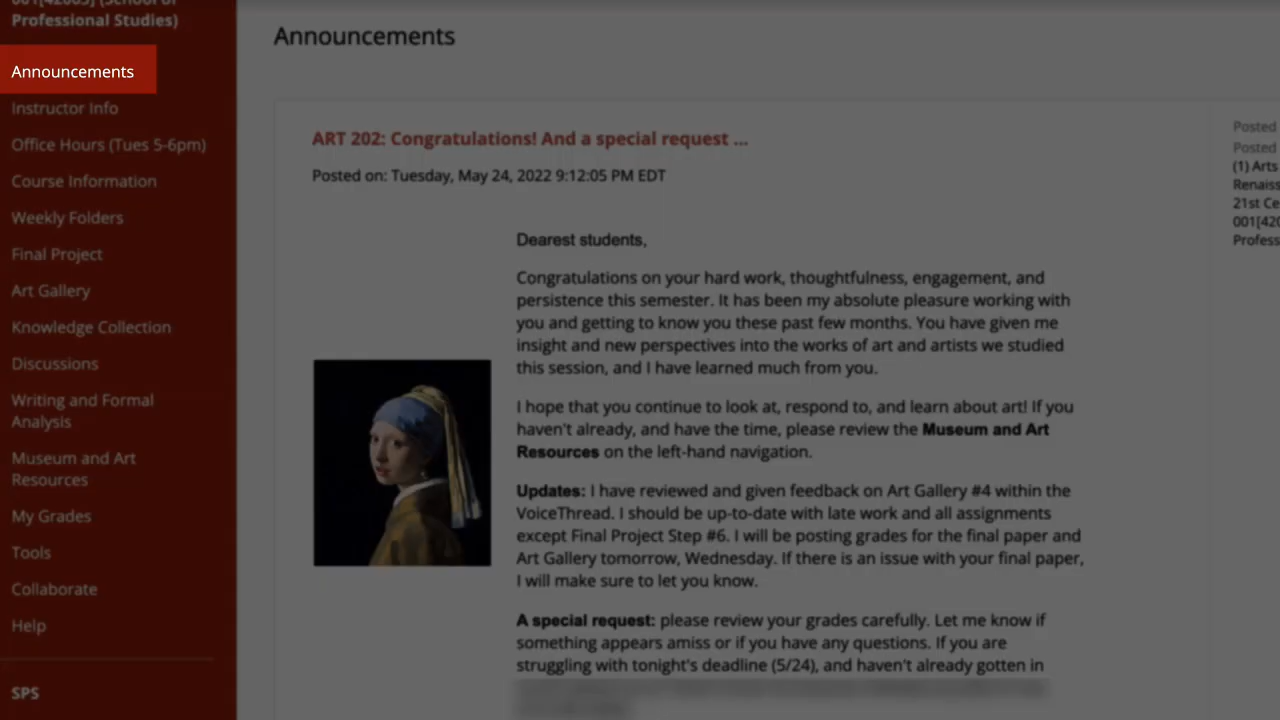 Professional Studies)
Announcements
Instructor Info
Office Hours (Tues 5-6pm)
Course Information
Weekly Folders
Final Project
Art Gallery
Knowledge Collection
Discussions
Writing and Formal
Analysis
Museum and Art
Resources
My Grades
Tools
Collaborate
Help
SPS
Announcements
ART 202: Congratulations! And a special request ...
Posted on: Tuesday, May 24, 2022 9:12:05 PM EDT
Dearest students,
Congratulations on your hard work, thoughtfulness, engagement, and
persistence this semester. It has been my absolute pleasure working with
you and getting to know you these past few months. You have given me
insight and new perspectives into the works of art and artists we studied
this session, and I have learned much from you.
I hope that you continue to look at, respond to, and learn about art! If you
haven't already, and have the time, please review the Museum and Art
Resources on the left-hand navigation.
Updates: I have reviewed and given feedback on Art Gallery #4 within the
VoiceThread. I should be up-to-date with late work and all assignments
except Final Project Step #6. I will be posting grades for the final paper and
Art Gallery tomorrow, Wednesday. If there is an issue with your final paper,
I will make sure to let you know.
A special request: please review your grades carefully. Let me know if
something appears amiss or if you have any questions. If you are
struggling with tonight's deadline (5/24), and haven't already gotten in
Posted
Posted
(1) Arts
Renaiss
21st Ce
001[420
Profess